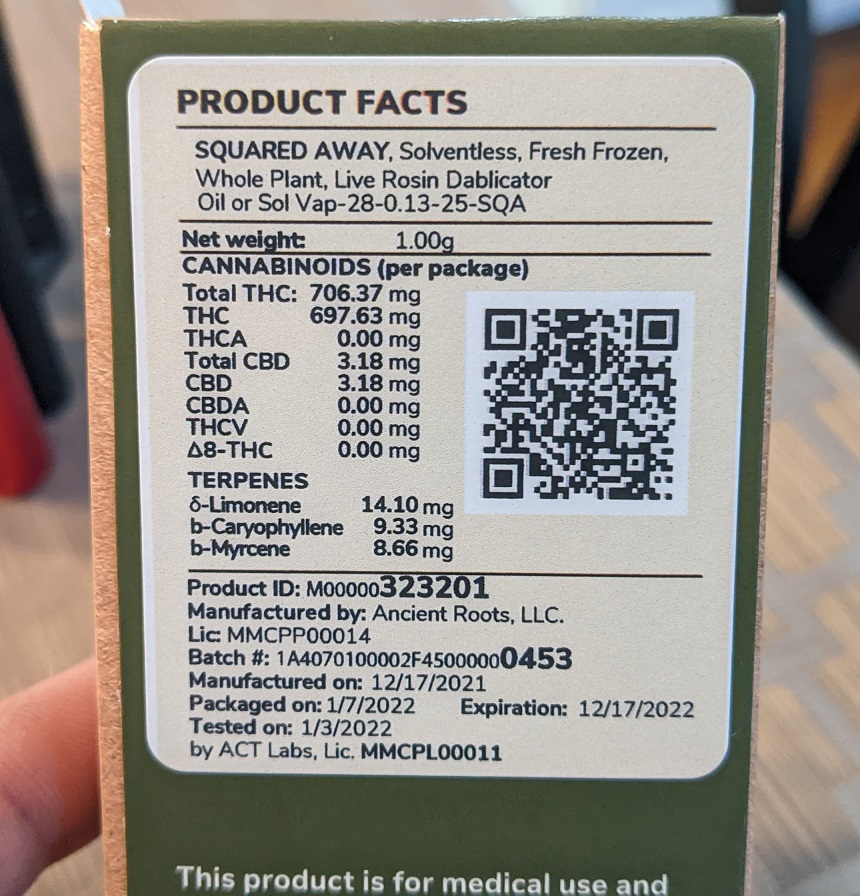 PRODUCT FACTS
SQUARED AWAY, Solventless, Fresh Frozen,
Whole Plant, Live Rosin Dablicator
Oil or Sol Vap-28-0.13-25-SQA
Net weight: 1.00g
CANNABINOIDS (per package)
Total THC: 706.37 mg
THC 697.63 mg
THCA 0.00 mg
Total CBD 3.18 mg
CBD 3.18 mg
CBDA 0.00 mg
THCV 0.00 mg
Δ8-THC 0.00 mg
TERPENES
δ-Limonene 14.10 mg
b-Caryophyllene 9.33 mg
b-Myrcene 8.66 mg
Product ID: M00000323201
Manufactured by: Ancient Roots, LLC.
Lic: MMCPP00014
Batch #: 1A4070100002F45000000453
Manufactured on: 12/17/2021
Packaged on: 1/7/2022 Expiration: 12/17/2022
Tested on: 1/3/2022
by ACT Labs, Lic. MMCPL00011
This product is for medical use and